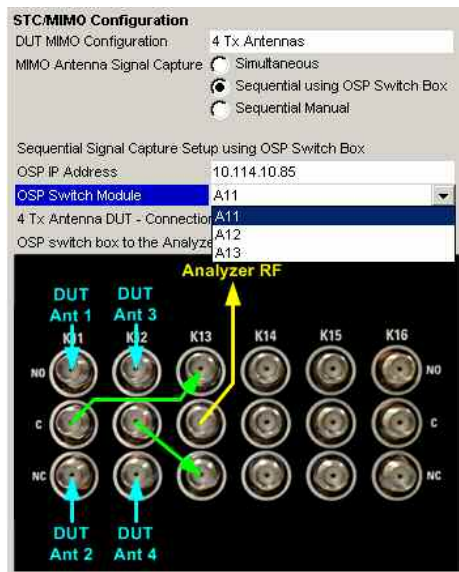 STC/MIMO Configuration
DUT MIMO Configuration 4 Tx Antennas
MIMO Antenna Signal Capture Simultaneous
Sequential using OSP Switch Box
Sequential Manual
Sequential Signal Capture Setup using OSP Switch Box
OSP IP Address 10.114.10.85
OSP Switch Module A11
4 Tx Antenna DUT - Connection A11
A12
OSP switch box to the Analyze
A13
Analyzer RF
DUT Ant 1 DUT Ant 3
K12 K13 K14 K15 K16
NO NO
C C
NC NC
DUT Ant 2 DUT Ant 4